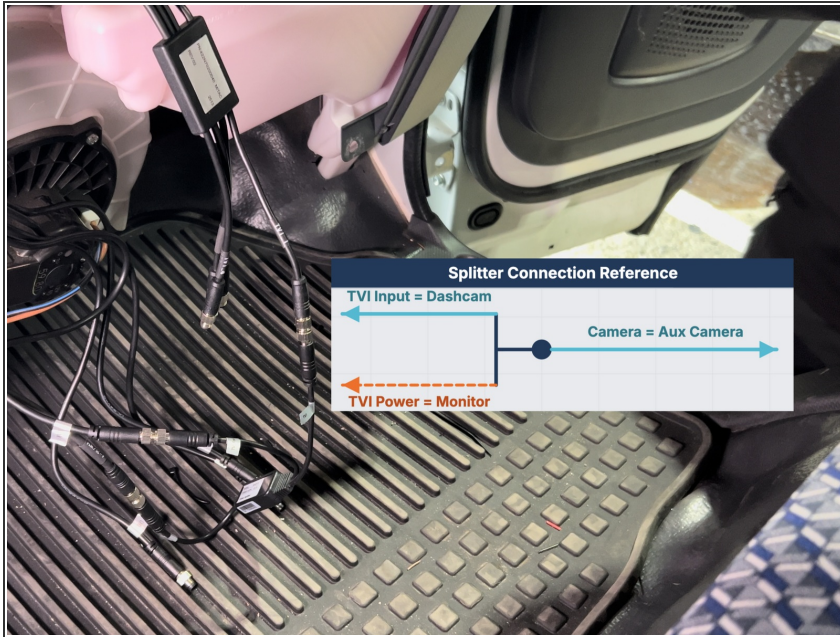 Splitter Connection Reference
TVI Input = Dashcam
Camera = Aux Camera
TVI Power = Monitor